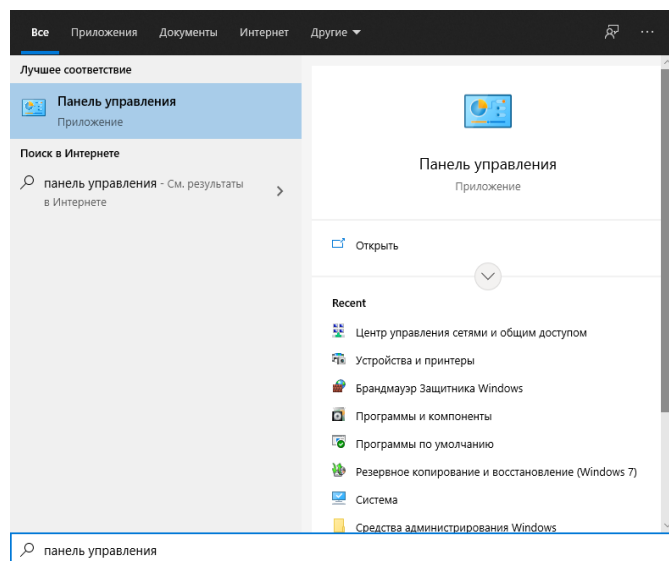 Все Приложения Документы Интернет Другие
Лучшее соответствие
Панель управления
Приложение
Поиск в Интернете
панель управления - См. результаты
в Интернете
Панель управления
Приложение
Открыть
Recent
Центр управления сетями и общим доступом
Устройства и принтеры
Брандмауэр Защитника Windows
Программы и компоненты
Программы по умолчанию
Резервное копирование и восстановление (Windows 7)
Система
Средства администрирования Windows
панель управления